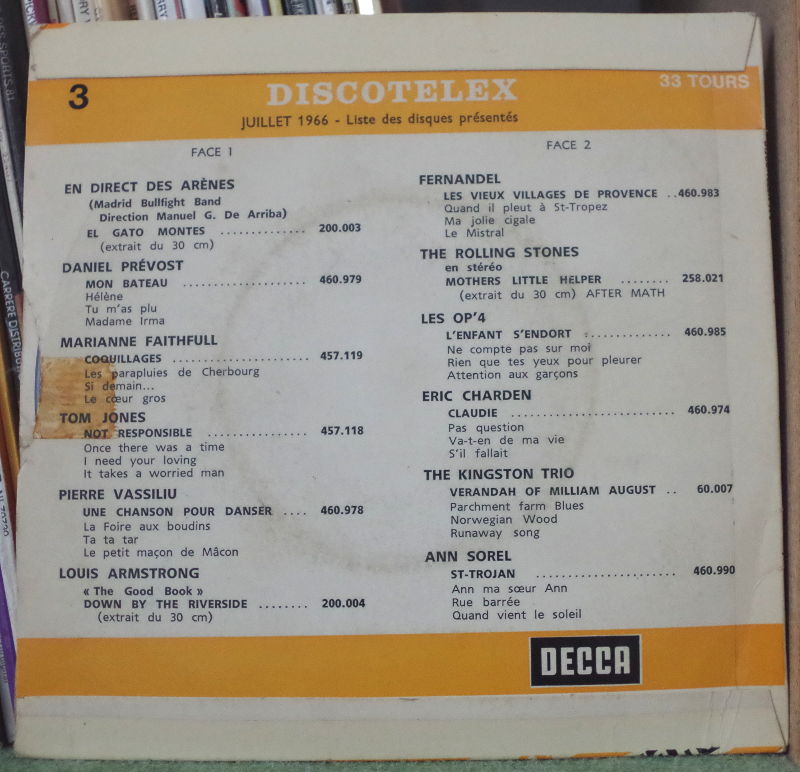 3
DISCOTELEX
33 TOURS
JUILLET 1966 - Liste des disques présentés
FACE 1
EN DIRECT DES ARÈNES
(Madrid Bullfight Band
Direction Manuel G. De Arriba)
EL GATO MONTES .............. 200.003
(extrait du 30 cm)
DANIEL PRÉVOST
MON BATEAU .................... 460.979
Hélène
Tu m'as plu
Madame Irma
MARIANNE FAITHFULL
COQUILLAGES ...................... 457.119
Les parapluies de Cherbourg
Si demain...
Le cœur gros
TOM JONES
NOT RESPONSIBLE ................ 457.118
Once there was a time
I need your loving
It takes a worried man
PIERRE VASSILIU
UNE CHANSON POUR DANSER .... 460.978
La Foire aux boudins
Ta ta tar
Le petit maçon de Mâcon
LOUIS ARMSTRONG
« The Good Book »
DOWN BY THE RIVERSIDE ........ 200.004
(extrait du 30 cm)
FACE 2
FERNANDEL
LES VIEUX VILLAGES DE PROVENCE ..460.983
Quand il pleut à St-Tropez
Ma jolie cigale
Le Mistral
THE ROLLING STONES
en stéréo
MOTHERS LITTLE HELPER ........ 258.021
(extrait du 30 cm) AFTER MATH
LES OP'4
L'ENFANT S'ENDORT .............. 460.985
Ne compte pas sur moi
Rien que tes yeux pour pleurer
Attention aux garçons
ERIC CHARDEN
CLAUDIE .......................... 460.974
Pas question
Va-t-en de ma vie
S'il fallait
THE KINGSTON TRIO
VERANDAH OF MILLIAM AUGUST .. 60.007
Parchment farm Blues
Norwegian Wood
Runaway song
ANN SOREL
ST-TROJAN ...................... 460.990
Ann ma sœur Ann
Rue barrée
Quand vient le soleil
DECCA